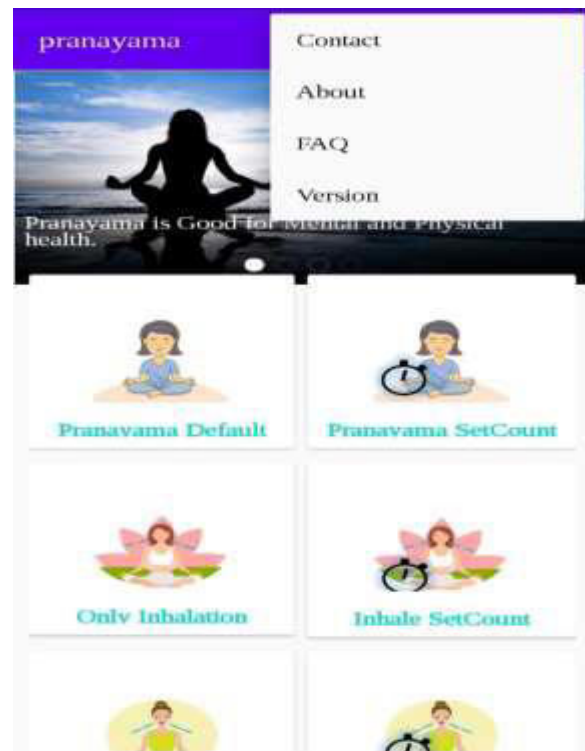 pranayama
Contact
About
FAQ
Version
Pranayama is Good for Mental and Physical
health.
Pranayama Default
Pranayama SetCount
Only Inhalation
Inhale SetCount